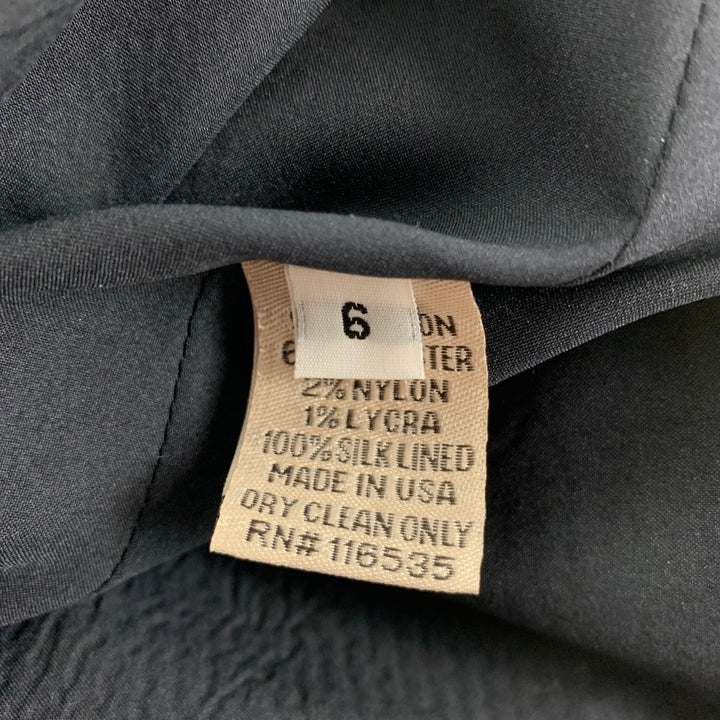 6
2% NYLON
1% LYCRA
100% SILK LINED
MADE IN USA
DRY CLEAN ONLY
RN# 116535